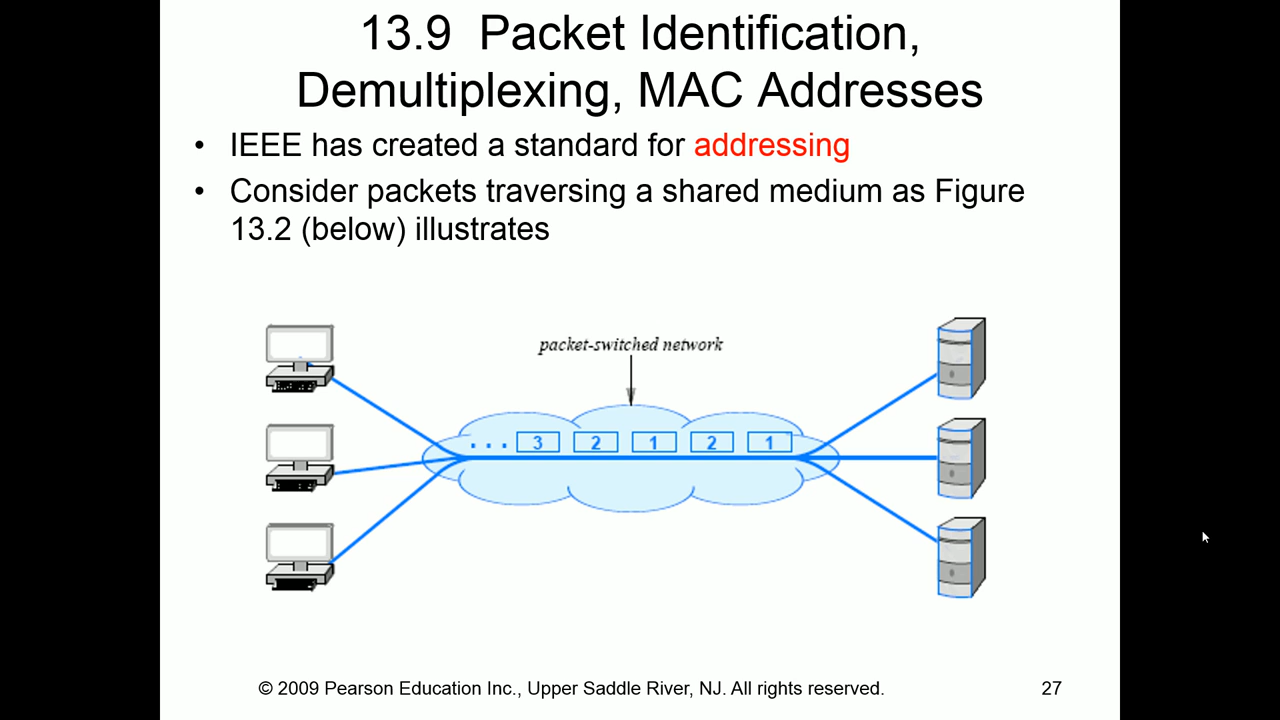 13.9 Packet Identification,
Demultiplexing, MAC Addresses
• IEEE has created a standard for addressing
• Consider packets traversing a shared medium as Figure
13.2 (below) illustrates
packet-switched network
. . . 3 2 1 2 1
© 2009 Pearson Education Inc., Upper Saddle River, NJ. All rights reserved. 27